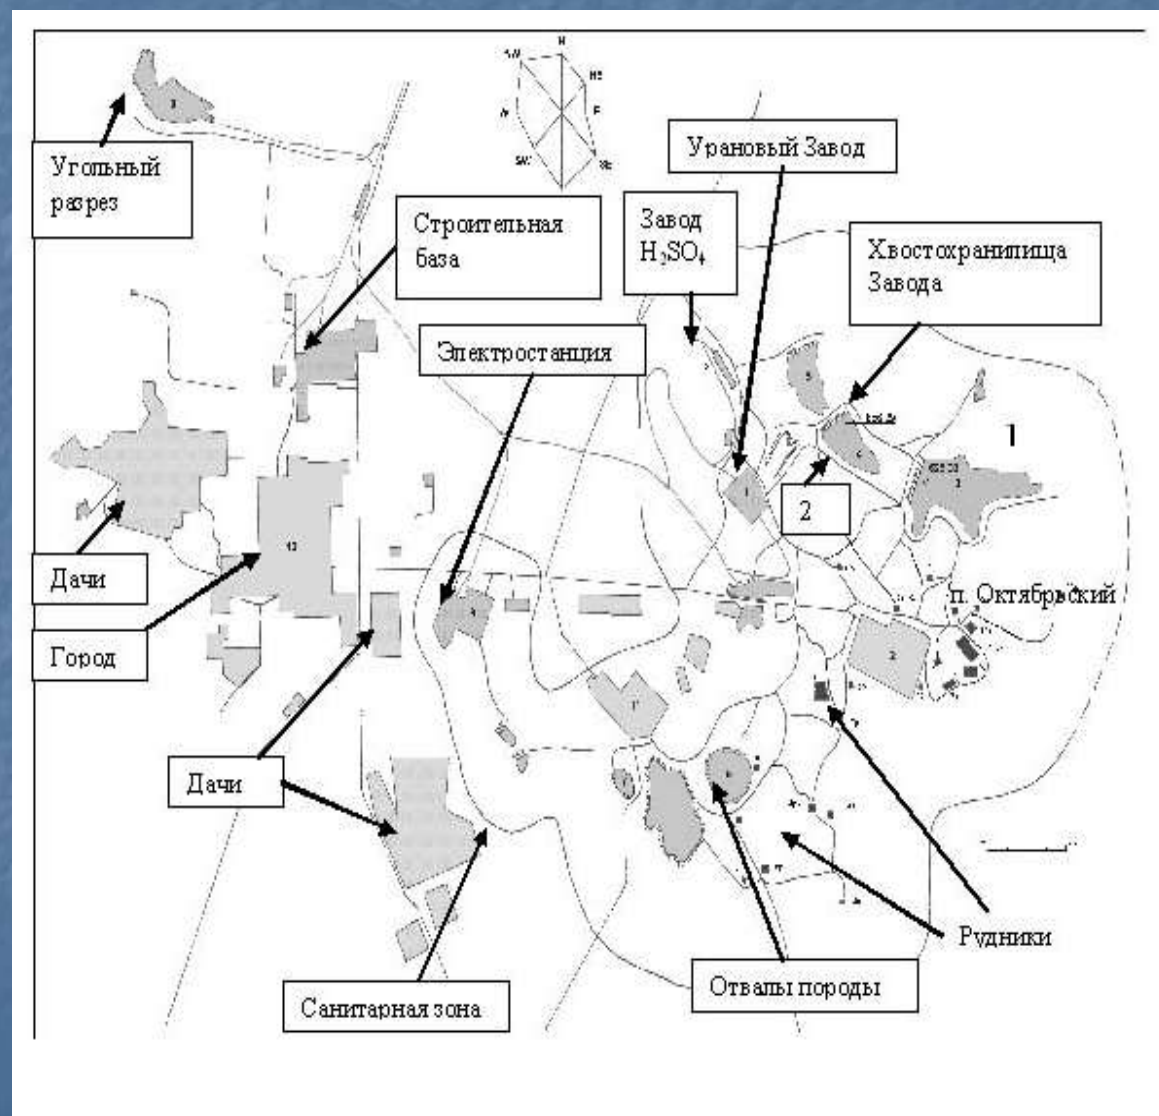 N
Урановый Завод
Угольный
разрез
Завод
H₂SO₄
Строительная
база
Хвостохранилища
Завода
Электростанция
1
2
Дачи
п. Октябрьский
Город
Дачи
Рудники
Отвалы породы
Санитарная зона